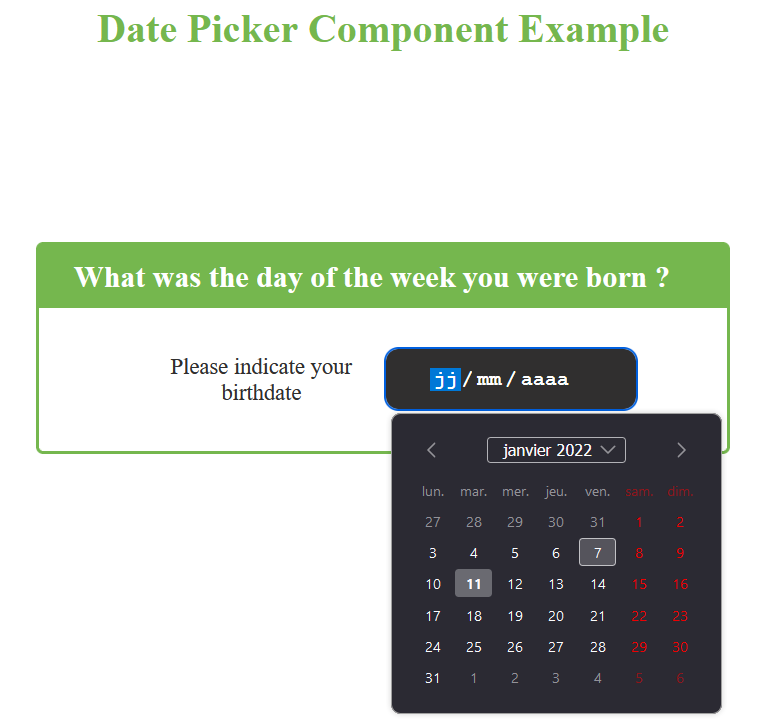 Date Picker Component Example
What was the day of the week you were born ?
Please indicate your
birthdate
jj/mm/aaaa
janvier 2022
lun. mar. mer. jeu. ven. sam. dim.
27 28 29 30 31 1 2
3 4 5 6 7 8 9
10 11 12 13 14 15 16
17 18 19 20 21 22 23
24 25 26 27 28 29 30
31 1 2 3 4 5 6